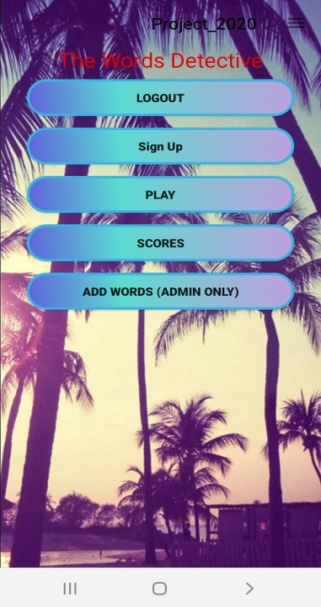 Project_2020
The Words Detective
LOGOUT
Sign Up
PLAY
SCORES
ADD WORDS (ADMIN ONLY)